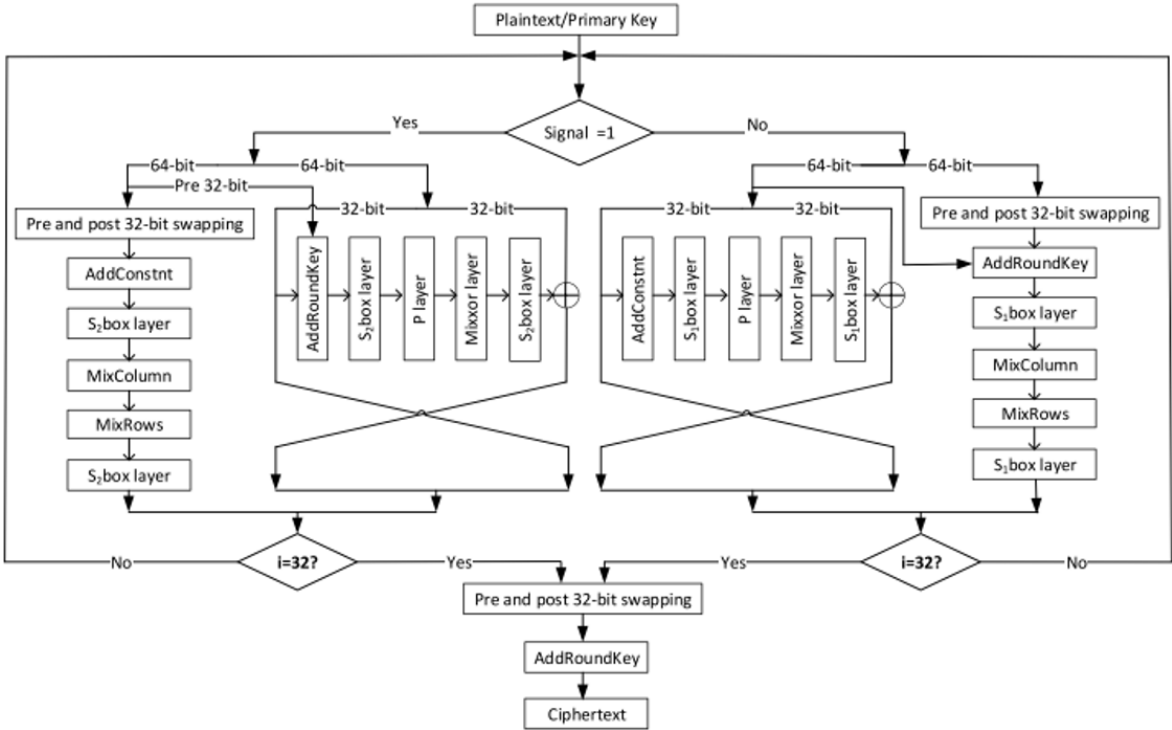 Plaintext/Primary Key
Signal =1
Yes
No
64-bit
64-bit
Pre 32-bit
64-bit
64-bit
Pre and post 32-bit swapping
AddConstnt
S₂box layer
MixColumn
MixRows
S₂box layer
32-bit
32-bit
AddRoundKey
S₂box layer
P layer
Mixxor layer
S₂box layer
32-bit
32-bit
AddConstnt
S₁box layer
P layer
Mixxor layer
S₁box layer
Pre and post 32-bit swapping
AddRoundKey
S₁box layer
MixColumn
MixRows
S₁box layer
No
i=32?
Yes
Yes
i=32?
No
Pre and post 32-bit swapping
AddRoundKey
Ciphertext